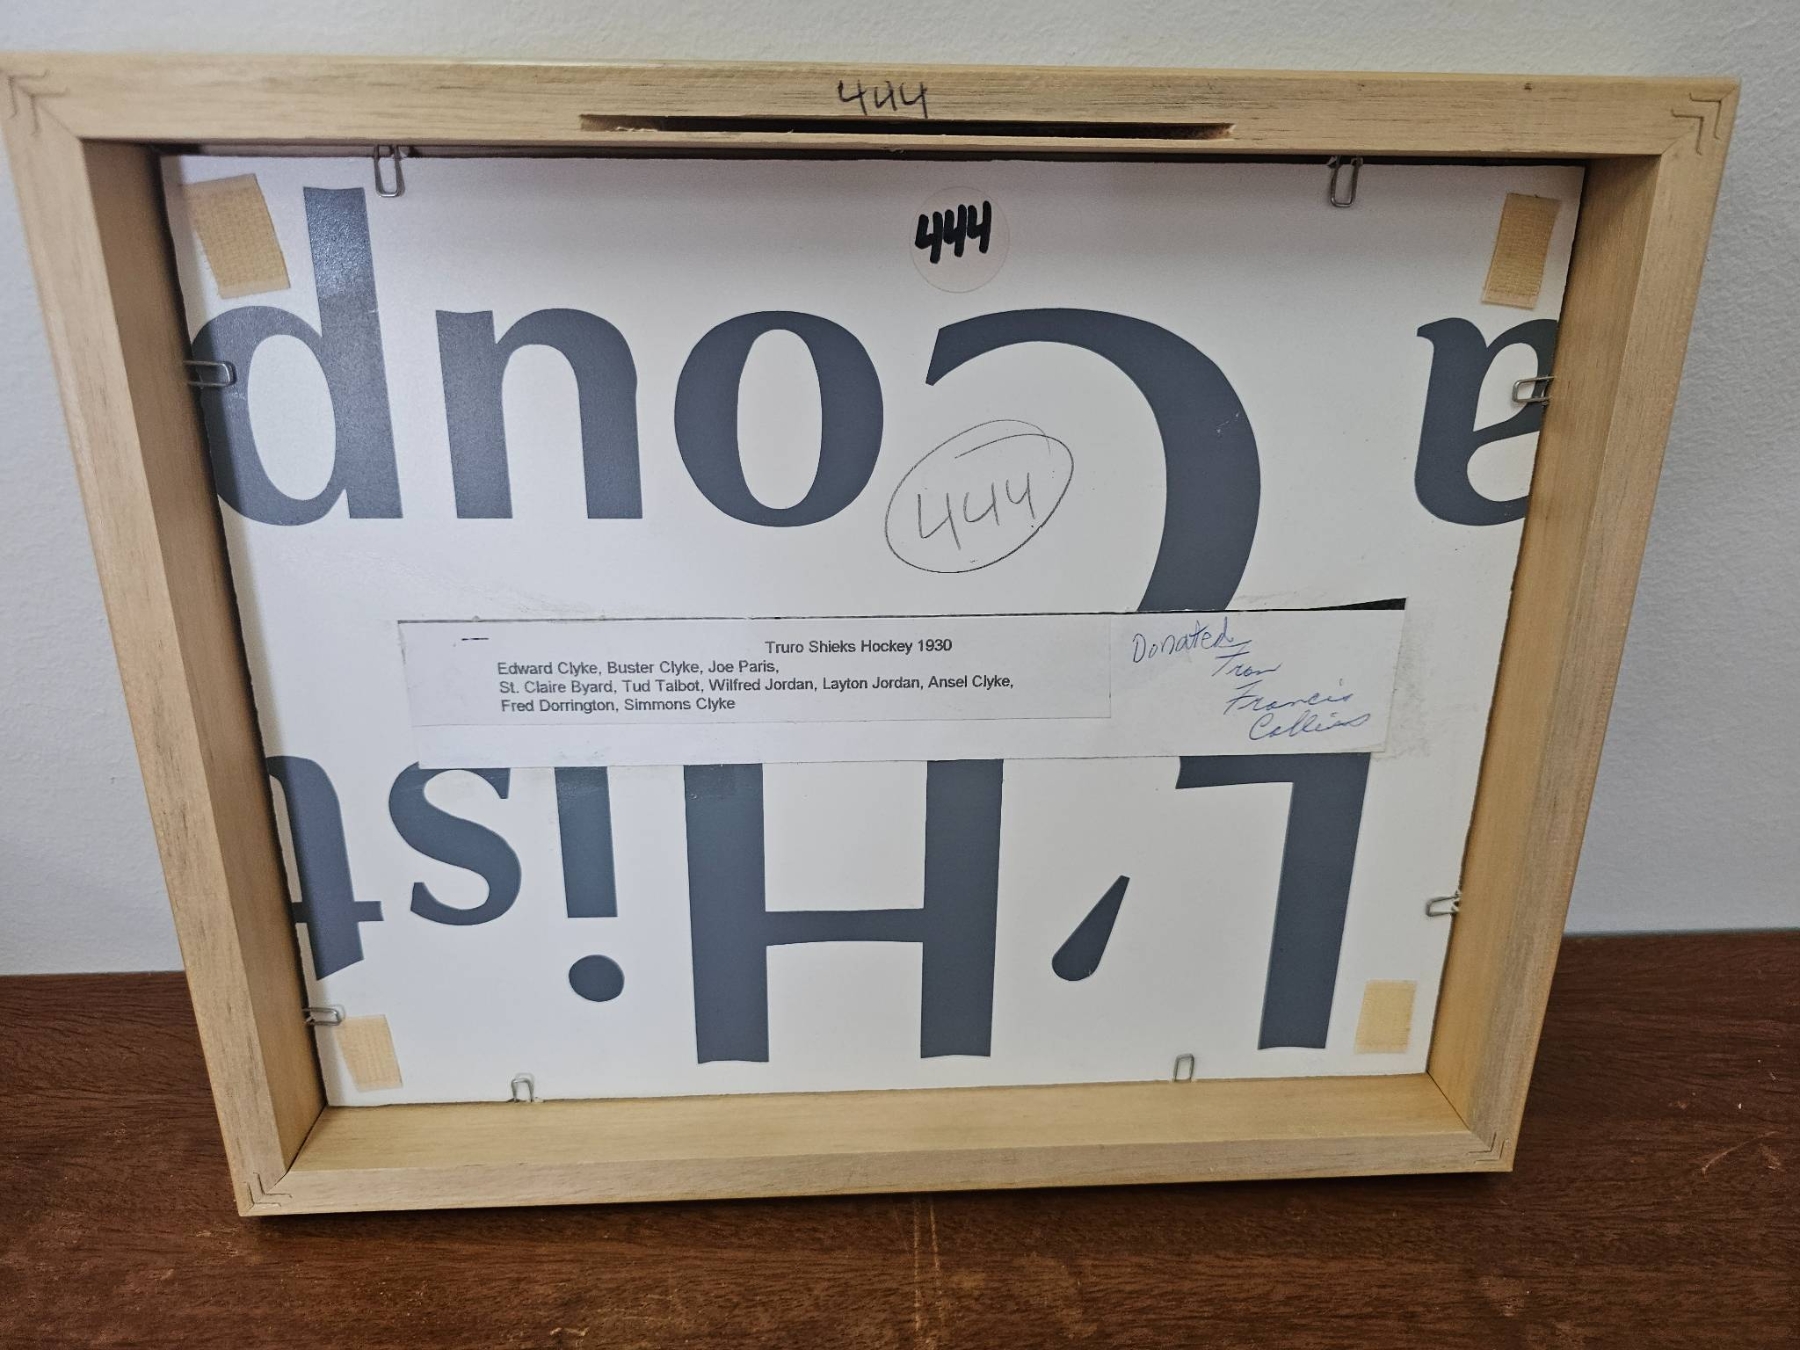 444
444
d n o C a
444
Truro Shieks Hockey 1930
Edward Clyke, Buster Clyke, Joe Paris,
St. Claire Byard, Tud Talbot, Wilfred Jordan, Layton Jordan, Ansel Clyke,
Fred Dorrington, Simmons Clyke
Donated
From
Francis
Collins
L'Hist